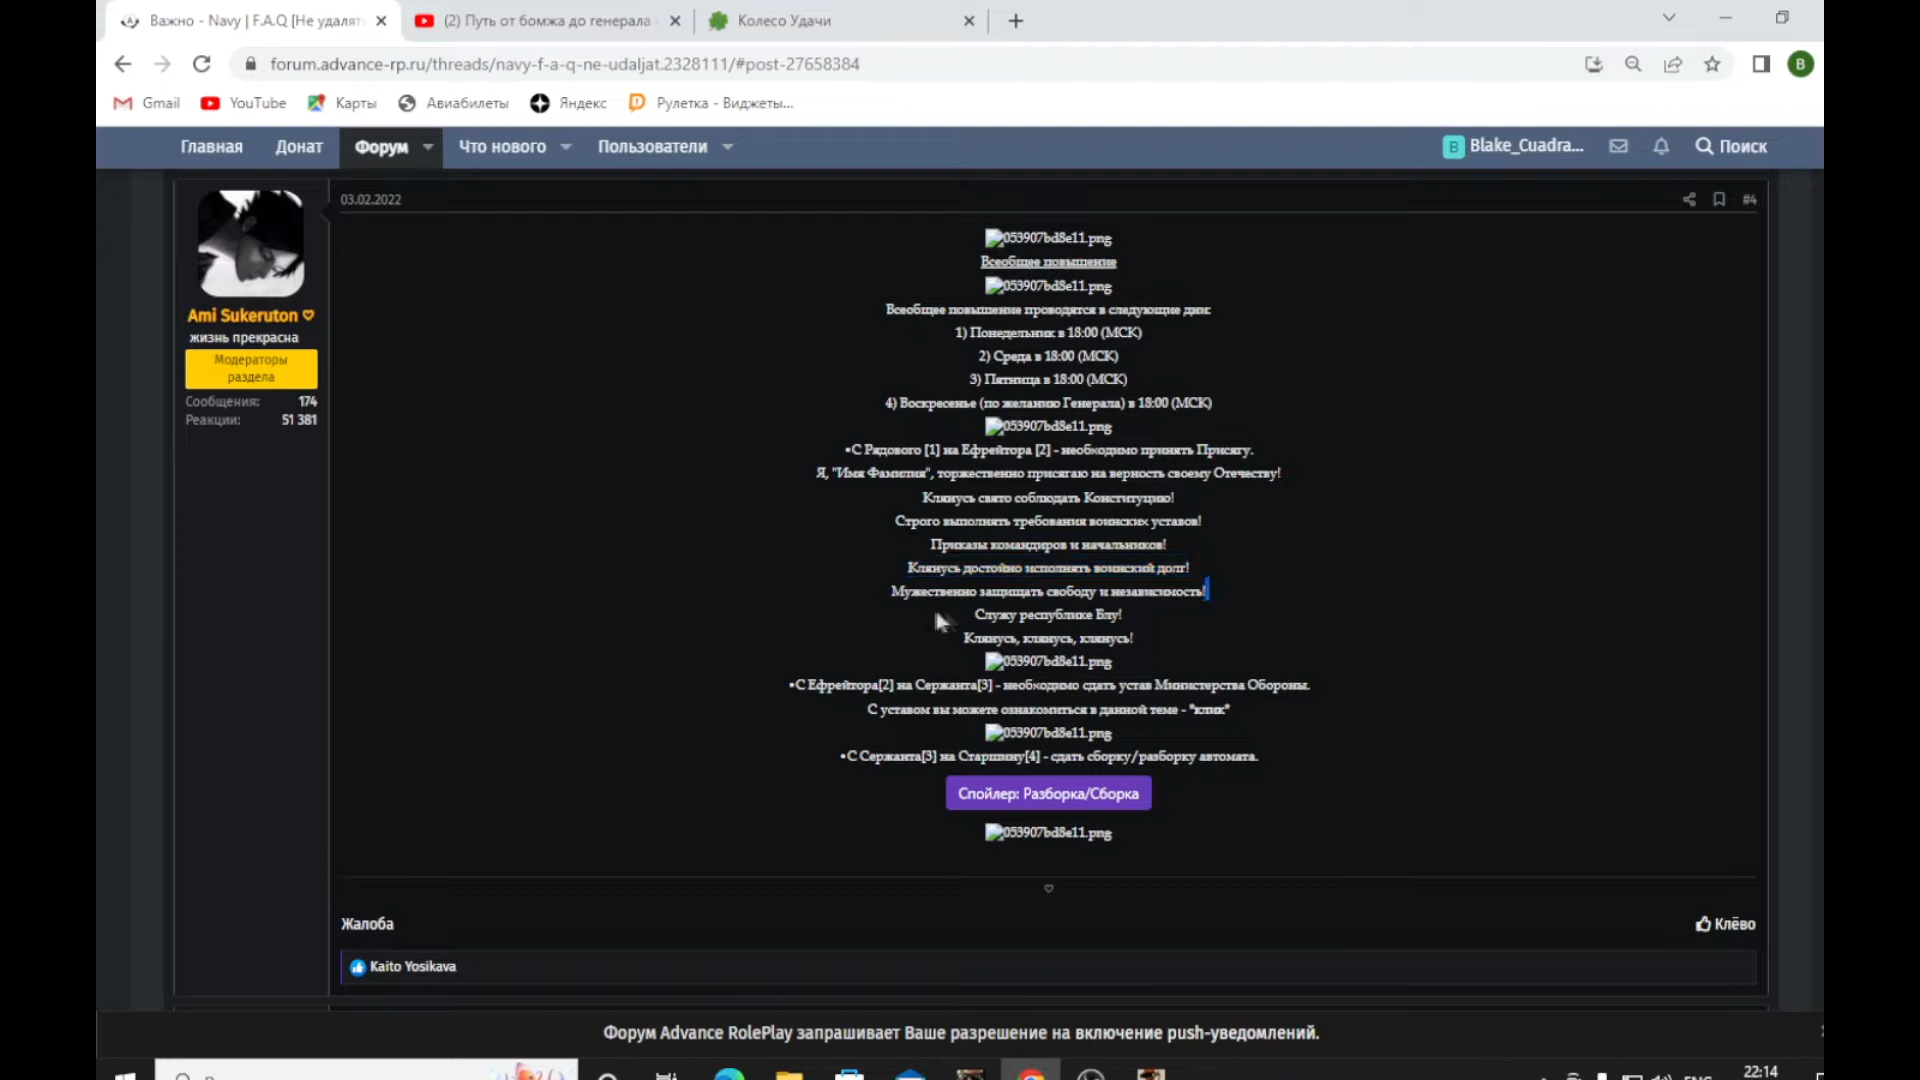 Важно - Navy | F.A.Q [Не удалят
(2) Путь от бомжа до генерала
Колесо Удачи
forum.advance-rp.ru/threads/navy-f-a-q-ne-udaljat.2328111/#post-27658384
B
Gmail
YouTube
Карты
Авиабилеты
Яндекс
Рулетка - Виджеты...
Главная
Донат
Форум
Что нового
Пользователи
B
Blake_Cuadra...
Поиск
03.02.2022
#4
Ami Sukeruton
жизнь прекрасна
Модераторы
раздела
Сообщения: 174
Реакции: 51 381
053907bd8e11.png
Всеобщее повышение
053907bd8e11.png
Всеобщее повышение проводятся в следующие дни:
1) Понедельник в 18:00 (МСК)
2) Среда в 18:00 (МСК)
3) Пятница в 18:00 (МСК)
4) Воскресенье (по желанию Генерала) в 18:00 (МСК)
053907bd8e11.png
•С Рядового [1] на Ефрейтора [2] - необходимо принять Присягу.
Я, "Имя Фамилия", торжественно присягаю на верность своему Отечеству!
Клянусь свято соблюдать Конституцию!
Строго выполнять требования воинских уставов!
Приказы командиров и начальников!
Клянусь достойно исполнять воинский долг!
Мужественно защищать свободу и независимость!
Служу республике Блу!
Клянусь, клянусь, клянусь!
053907bd8e11.png
•С Ефрейтора[2] на Сержанта[3] - необходимо сдать устав Министерства Обороны.
С уставом вы можете ознакомиться в данной теме - *клик*
053907bd8e11.png
•С Сержанта[3] на Старшину[4] - сдать сборку/разборку автомата.
Спойлер: Разборка/Сборка
053907bd8e11.png
Жалоба
Клёво
Kaito Yosikava
Форум Advance RolePlay запрашивает Ваше разрешение на включение push-уведомлений.
22:14